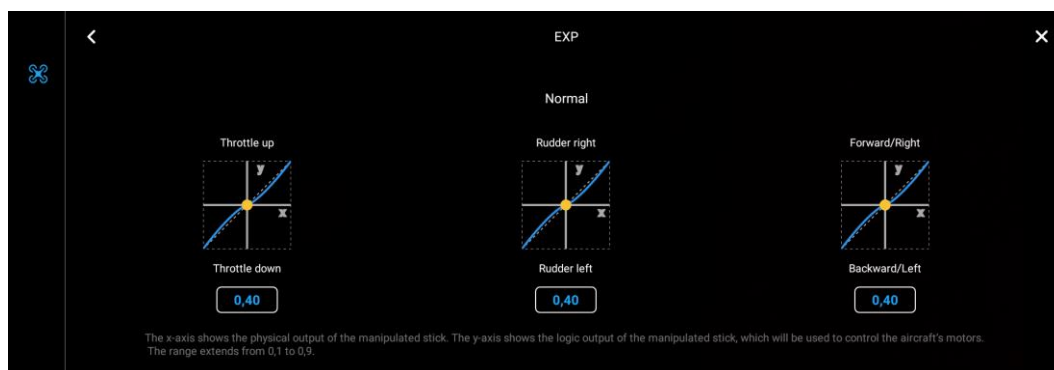 EXP
Normal
Throttle up
Rudder right
Forward/Right
y
y
y
x
x
x
Throttle down
Rudder left
Backward/Left
0,40
0,40
0,40
The x-axis shows the physical output of the manipulated stick. The y-axis shows the logic output of the manipulated stick, which will be used to control the aircraft's motors.
The range extends from 0,1 to 0,9.